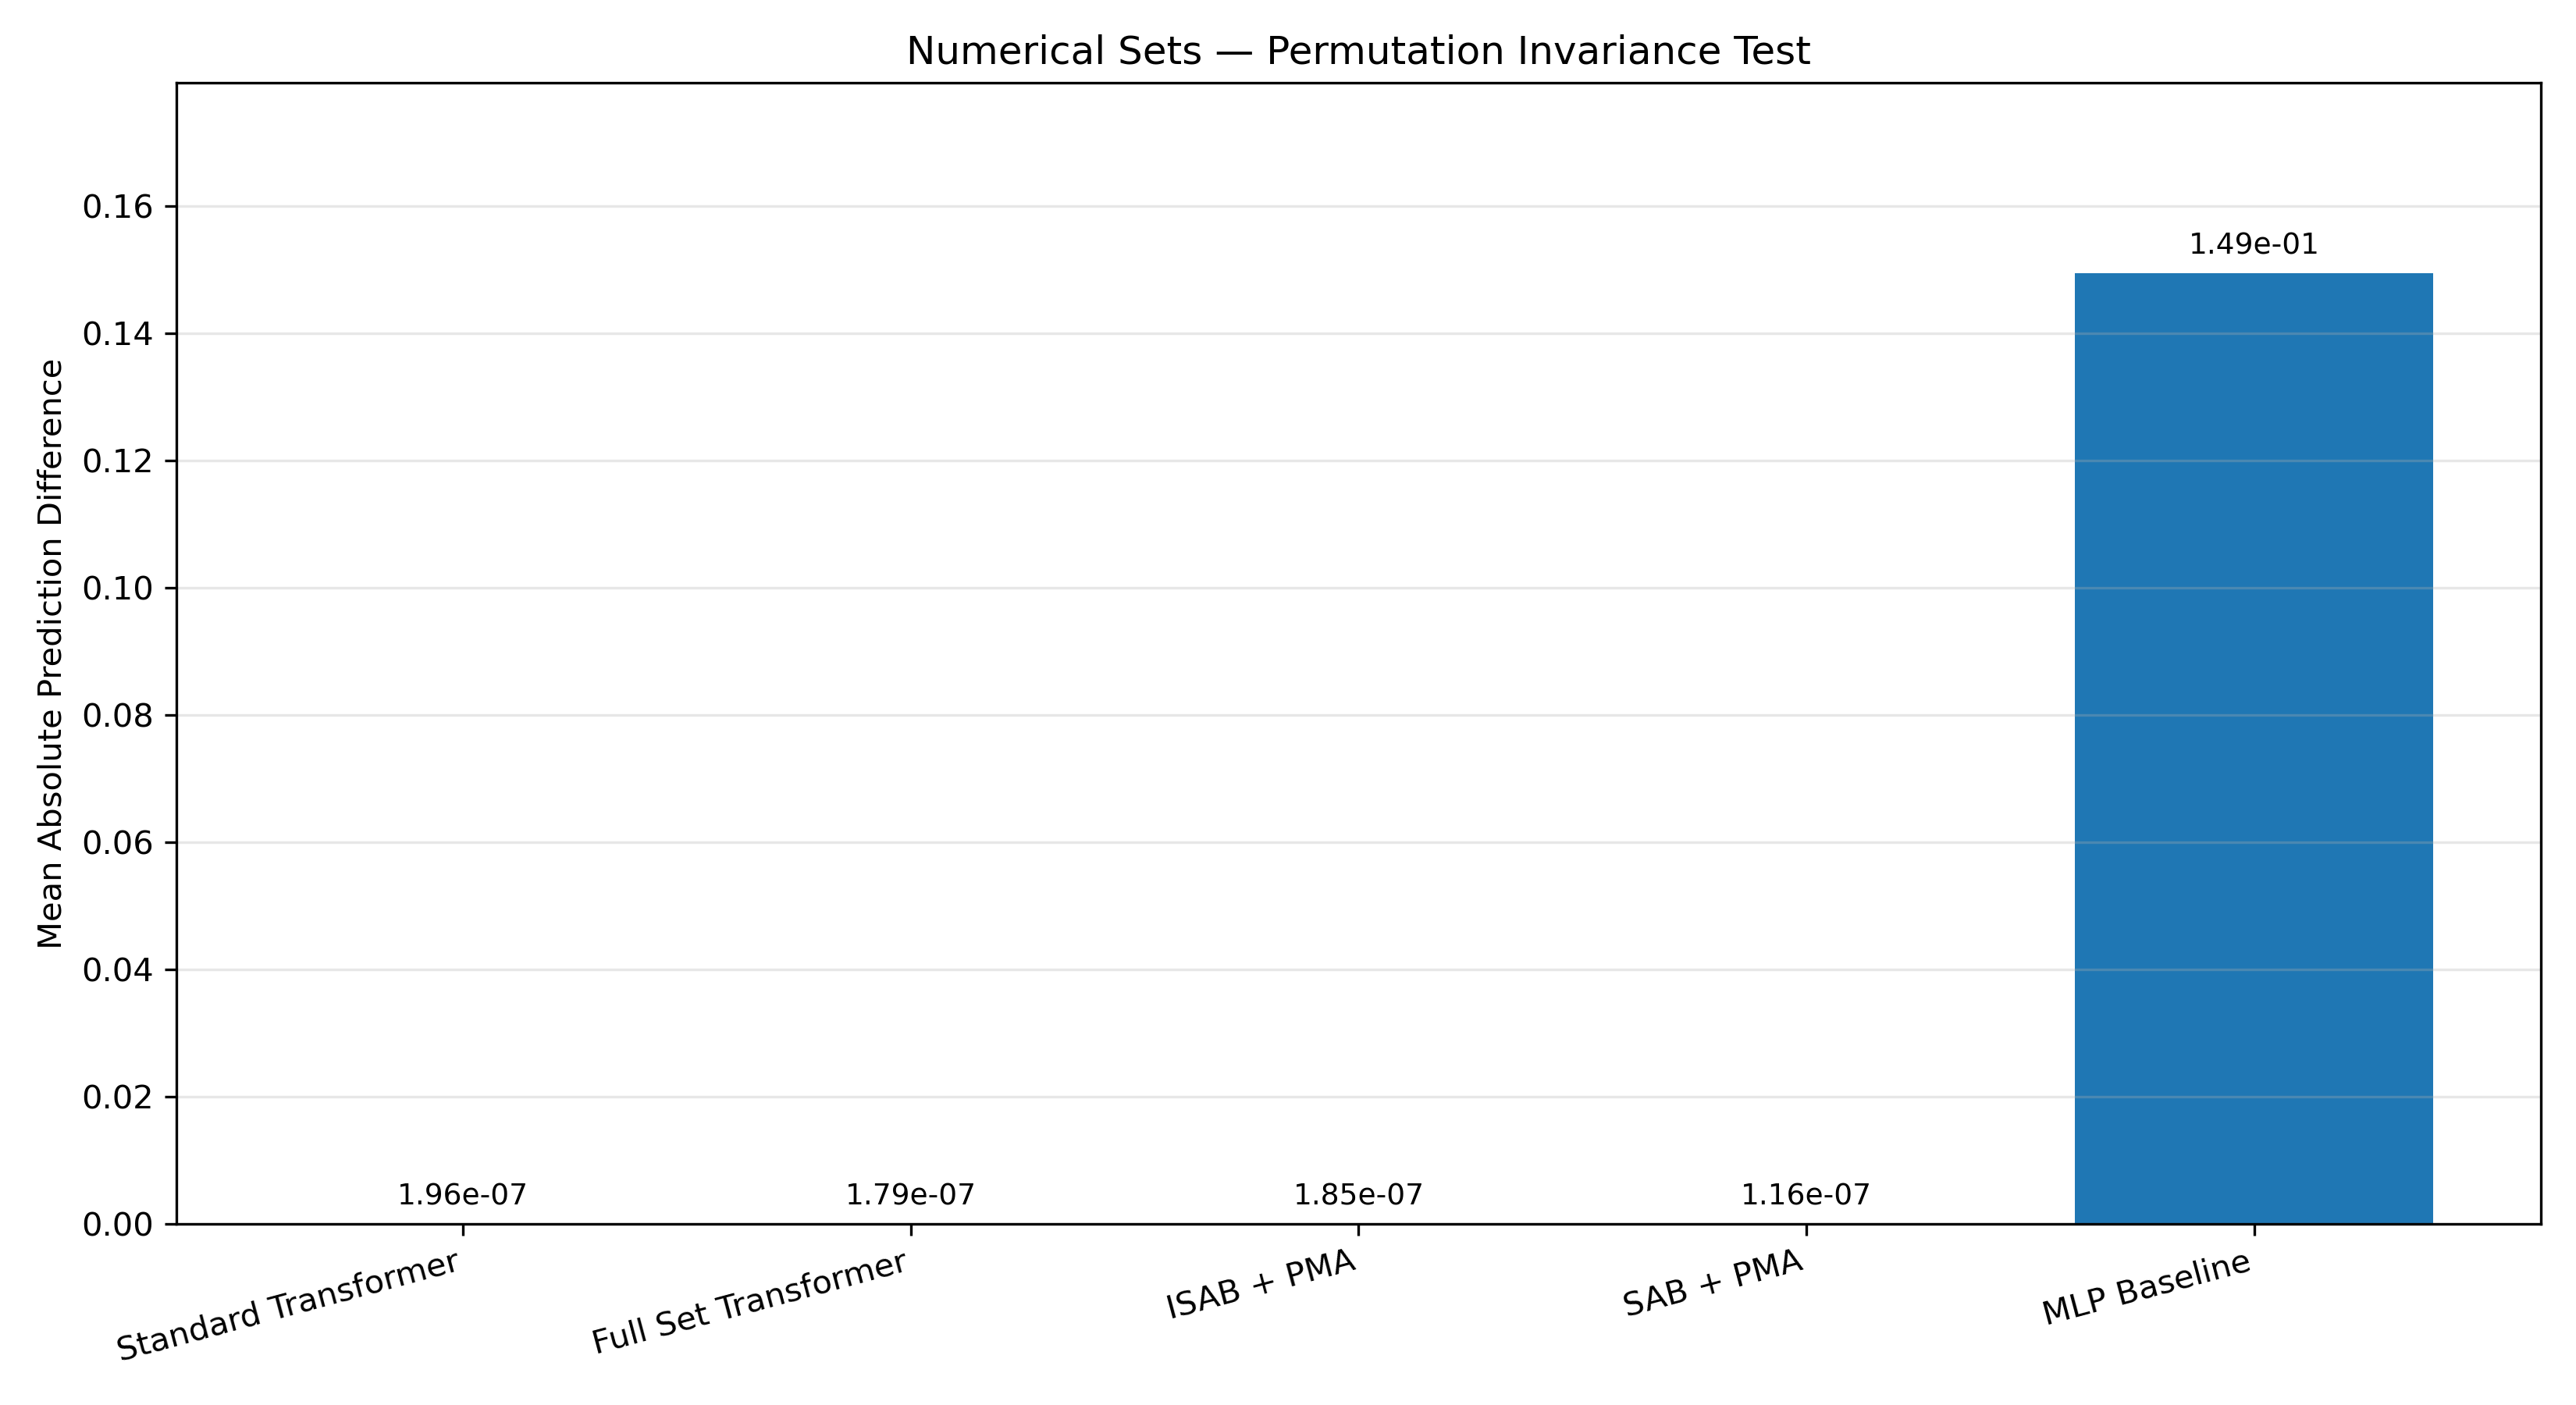 Numerical Sets — Permutation Invariance Test
Mean Absolute Prediction Difference
0.16
0.14
0.12
0.10
0.08
0.06
0.04
0.02
0.00
1.96e-07
1.79e-07
1.85e-07
1.16e-07
1.49e-01
Standard Transformer
Full Set Transformer
ISAB + PMA
SAB + PMA
MLP Baseline